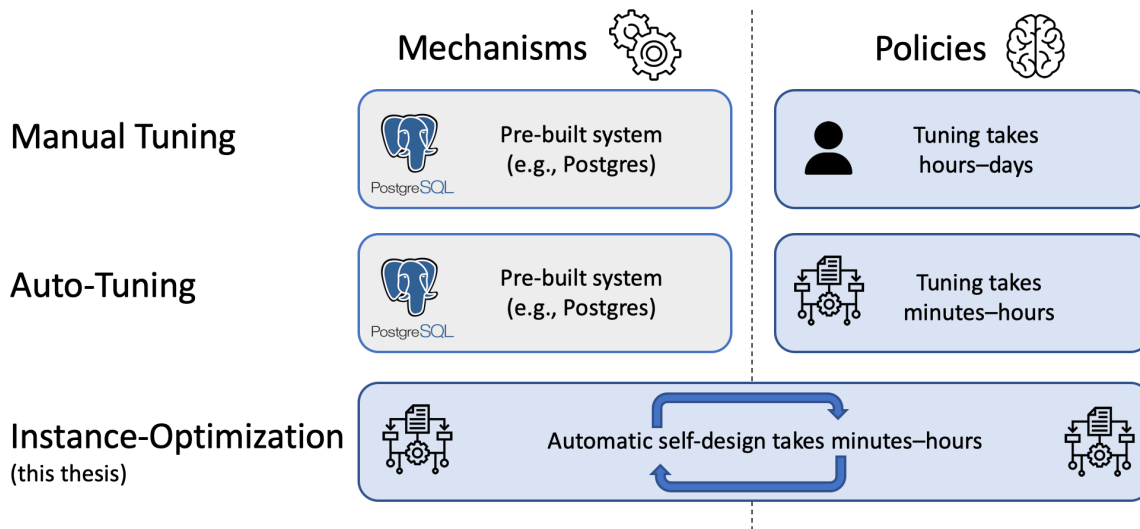 Mechanisms
Policies
Manual Tuning
PostgreSQL
Pre-built system
(e.g., Postgres)
Tuning takes
hours–days
Auto-Tuning
PostgreSQL
Pre-built system
(e.g., Postgres)
Tuning takes
minutes–hours
Instance-Optimization
(this thesis)
Automatic self-design takes minutes–hours